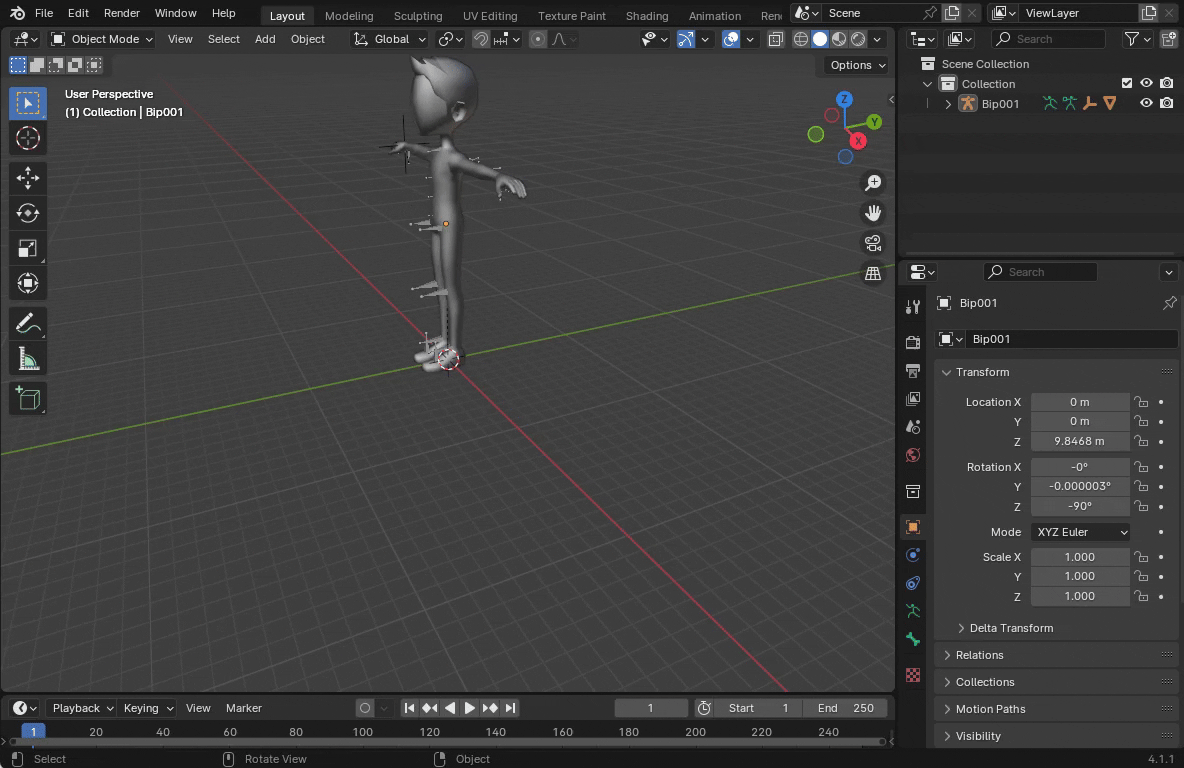 File Edit Render Window Help Layout Modeling Sculpting UV Editing Texture Paint Shading Animation Ren Scene ViewLayer
Object Mode View Select Add Object Global Search
Options
User Perspective
(1) Collection | Bip001
Z
Y
X
Scene Collection
Collection
Bip001
Search
Bip001
Bip001
Transform
Location X 0 m
Y 0 m
Z 9.8468 m
Rotation X -0°
Y -0.000003°
Z -90°
Mode XYZ Euler
Scale X 1.000
Y 1.000
Z 1.000
Delta Transform
Relations
Collections
Motion Paths
Visibility
Playback Keying View Marker 1 Start 1 End 250
1 20 40 60 80 100 120 140 160 180 200 220 240
Select Rotate View Object 4.1.1